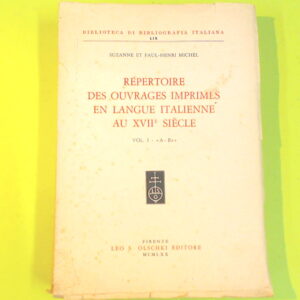 BIBLIOTECA DI BIBLIOGRAFIA ITALIANA
SUZANNE ET PAUL-HENRI MICHEL
RÉPERTOIRE
DES OUVRAGES IMPRIMÉS
EN LANGUE ITALIENNE
AU XVIIe SIÈCLE
VOL. I - «A-Bz»
FIRENZE
LEO S. OLSCHKI EDITORE
MCMLXX